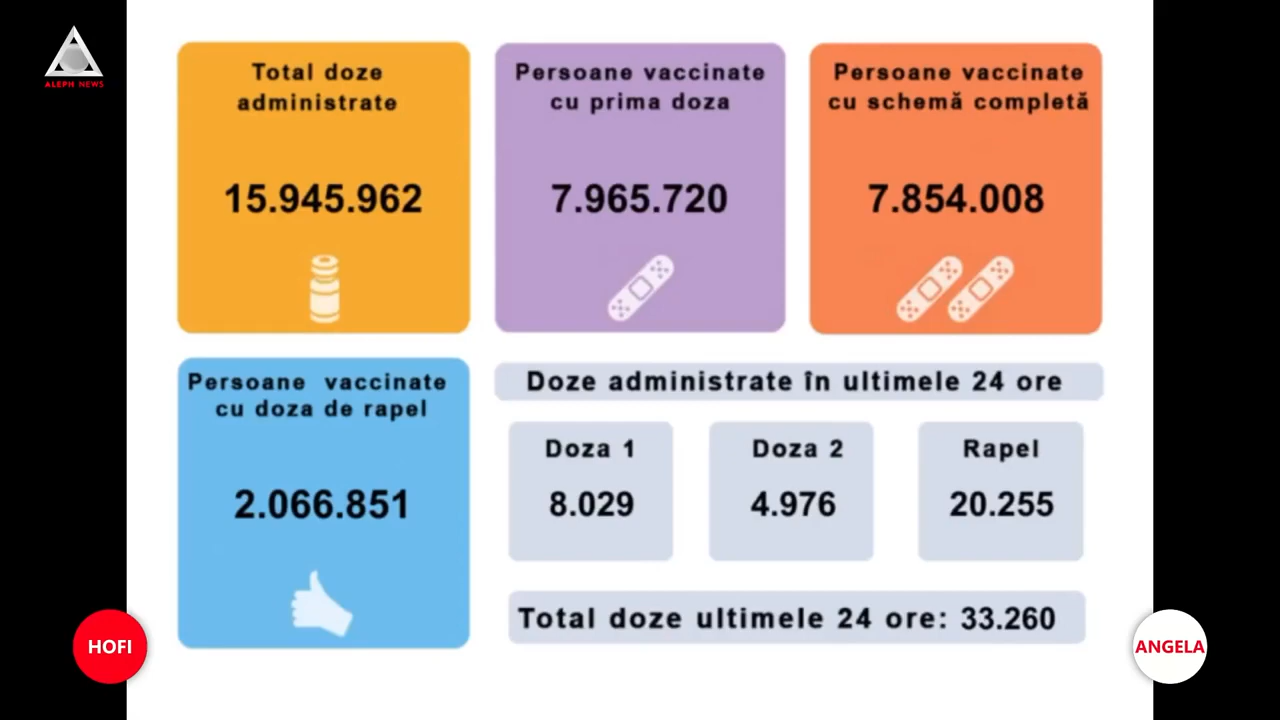 ALEPH NEWS
Total doze
administrate
15.945.962
Persoane vaccinate
cu prima doza
7.965.720
Persoane vaccinate
cu schemă completă
7.854.008
Persoane vaccinate
cu doza de rapel
2.066.851
Doze administrate în ultimele 24 ore
Doza 1
8.029
Doza 2
4.976
Rapel
20.255
Total doze ultimele 24 ore: 33.260
HOFI
ANGELA